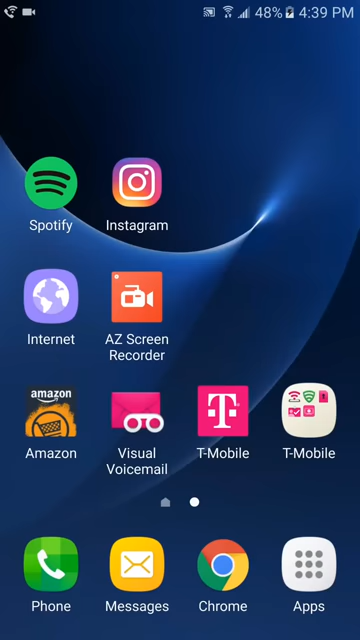 48% 4:39 PM
Spotify Instagram
Internet AZ Screen
Recorder
amazon
Amazon Visual T-Mobile T-Mobile
Voicemail
Phone Messages Chrome Apps